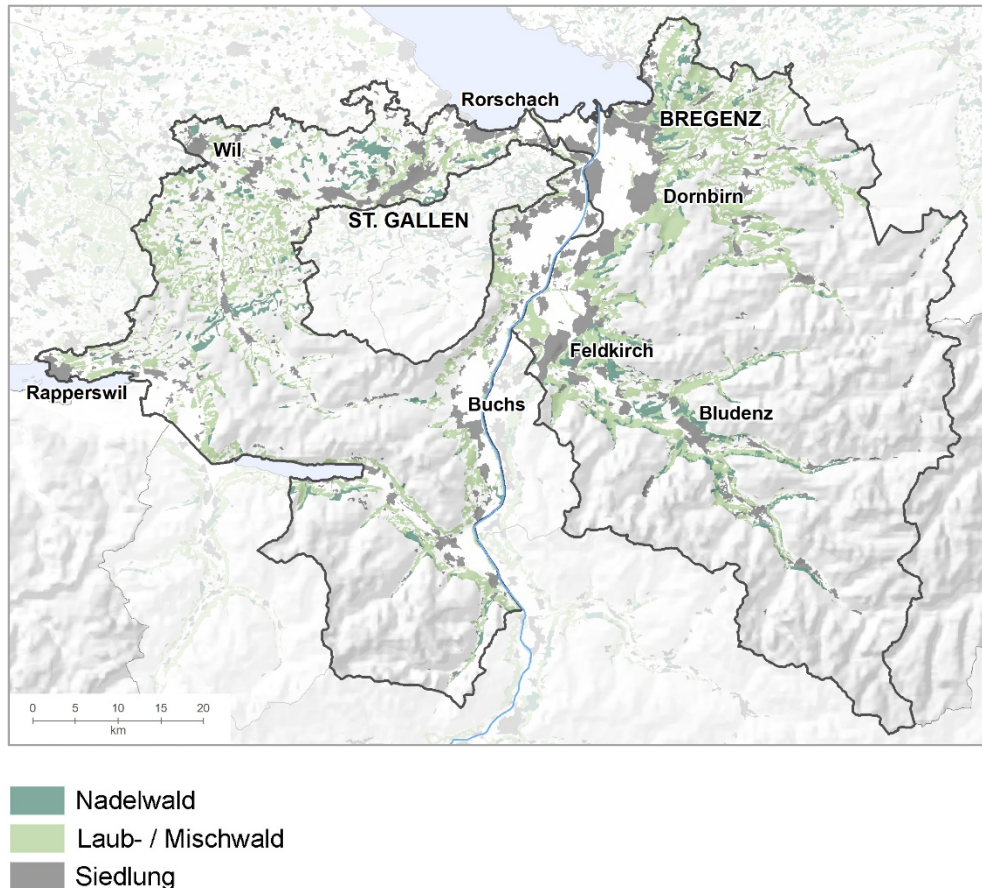 Rorschach
Wil
BREGENZ
Dornbirn
ST. GALLEN
Feldkirch
Rapperswil
Buchs
Bludenz
0 5 10 15 20
km
Nadelwald
Laub- / Mischwald
Siedlung